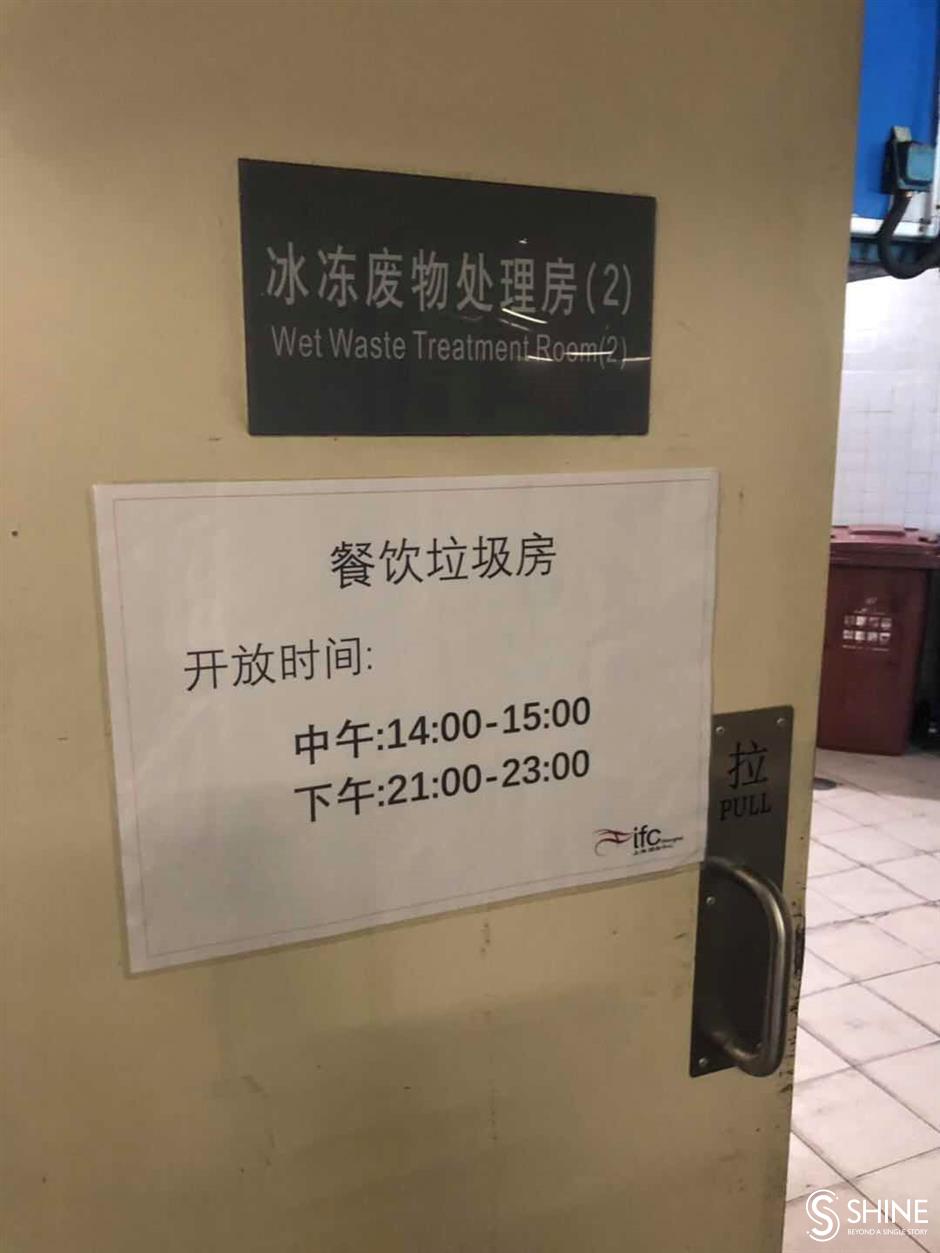 冰冻废物处理房(2)
Wet Waste Treatment Room(2)
餐饮垃圾房
开放时间:
中午:14:00-15:00
下午:21:00-23:00
ifc
拉
PULL
SHINE
BEYOND A SINGLE STORY